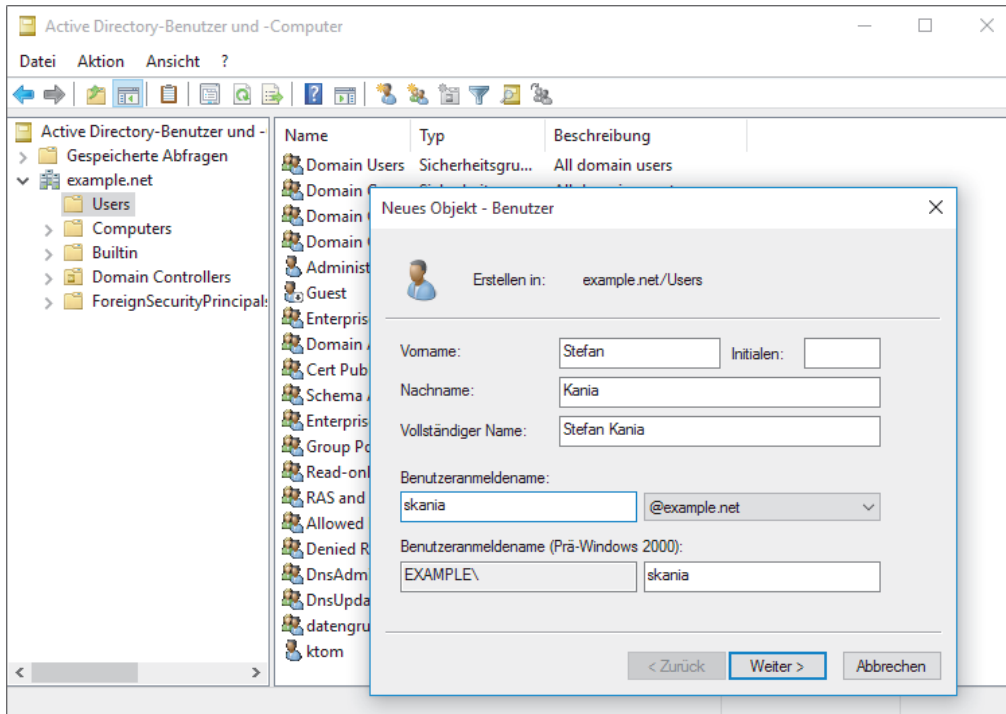 Active Directory-Benutzer und -Computer
Datei Aktion Ansicht ?
Active Directory-Benutzer und -
Gespeicherte Abfragen
example.net
Users
Computers
Builtin
Domain Controllers
ForeignSecurityPrincipals
Name Typ Beschreibung
Domain Users Sicherheitsgru... All domain users
Domain
Domain
Domain
Administ
Guest
Enterpris
Domain
Cert Pub
Schema
Enterpris
Group Po
Read-onl
RAS and
Allowed
Denied R
DnsAdm
DnsUpda
datengru
ktom
Neues Objekt - Benutzer
Erstellen in: example.net/Users
Vorname: Stefan Initialen:
Nachname: Kania
Vollständiger Name: Stefan Kania
Benutzeranmeldename:
skania @example.net
Benutzeranmeldename (Prä-Windows 2000):
EXAMPLE\ skania
< Zurück Weiter > Abbrechen